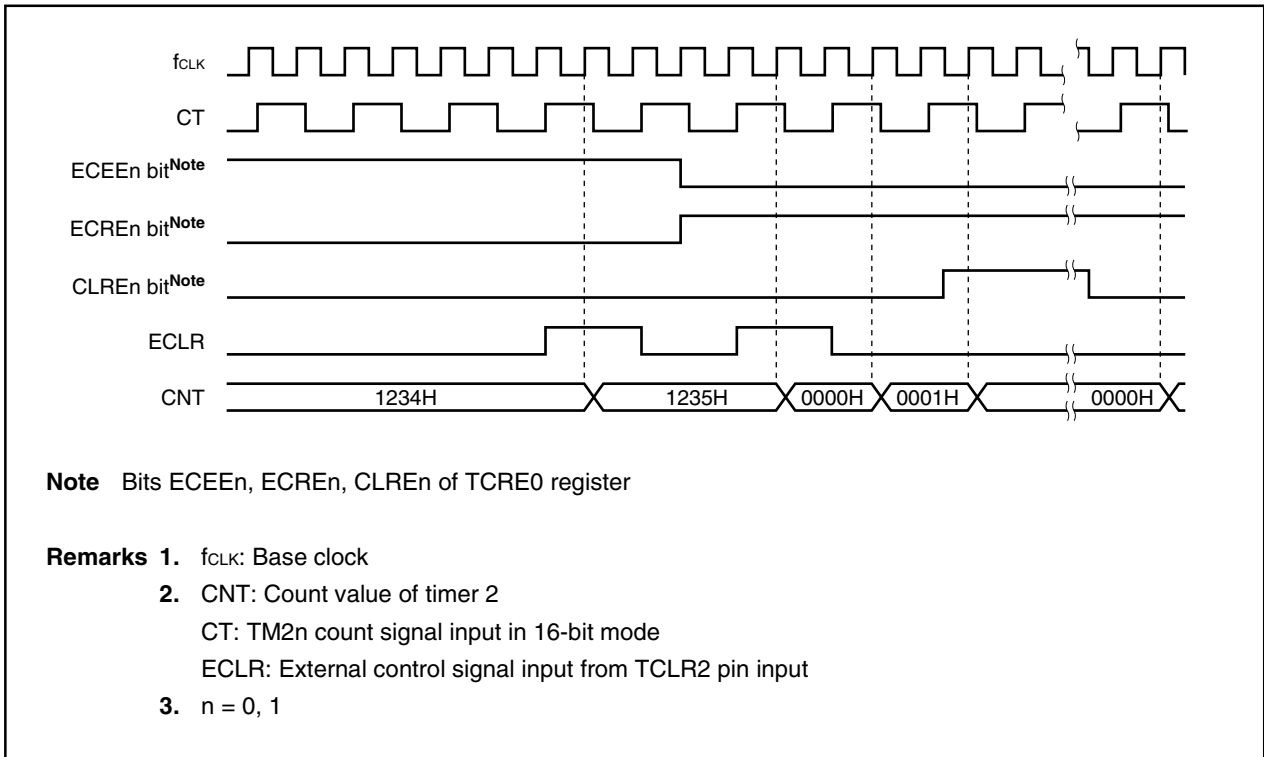 fCLK
CT
ECEEn bitNote
ECREn bitNote
CLREn bitNote
ECLR
CNT 1234H 1235H 0000H 0001H 0000H
Note Bits ECEEn, ECREn, CLREn of TCRE0 register
Remarks 1. fCLK: Base clock
2. CNT: Count value of timer 2
CT: TM2n count signal input in 16-bit mode
ECLR: External control signal input from TCLR2 pin input
3. n = 0, 1